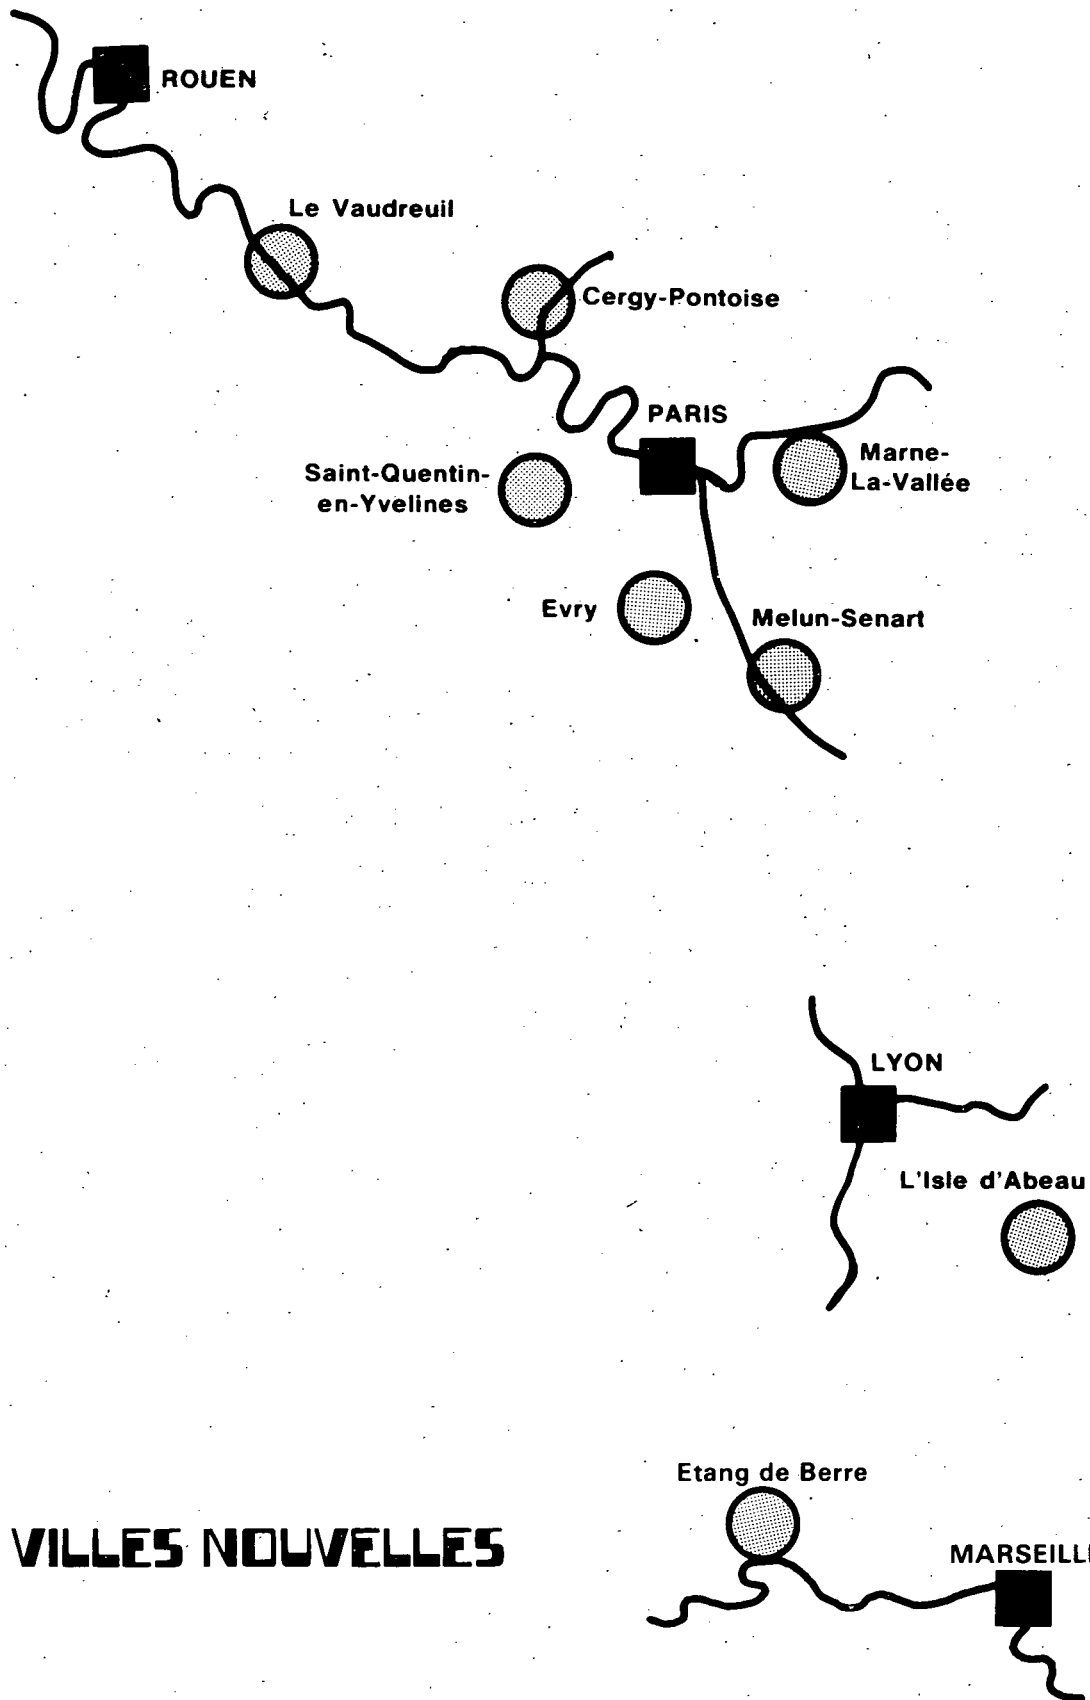 ROUEN
Le Vaudreuil
Cergy-Pontoise
PARIS
Marne-
La-Vallée
Saint-Quentin-
en-Yvelines
Evry
Melun-Senart
LYON
L'Isle d'Abeau
Etang de Berre
VILLES NOUVELLES
MARSEILL